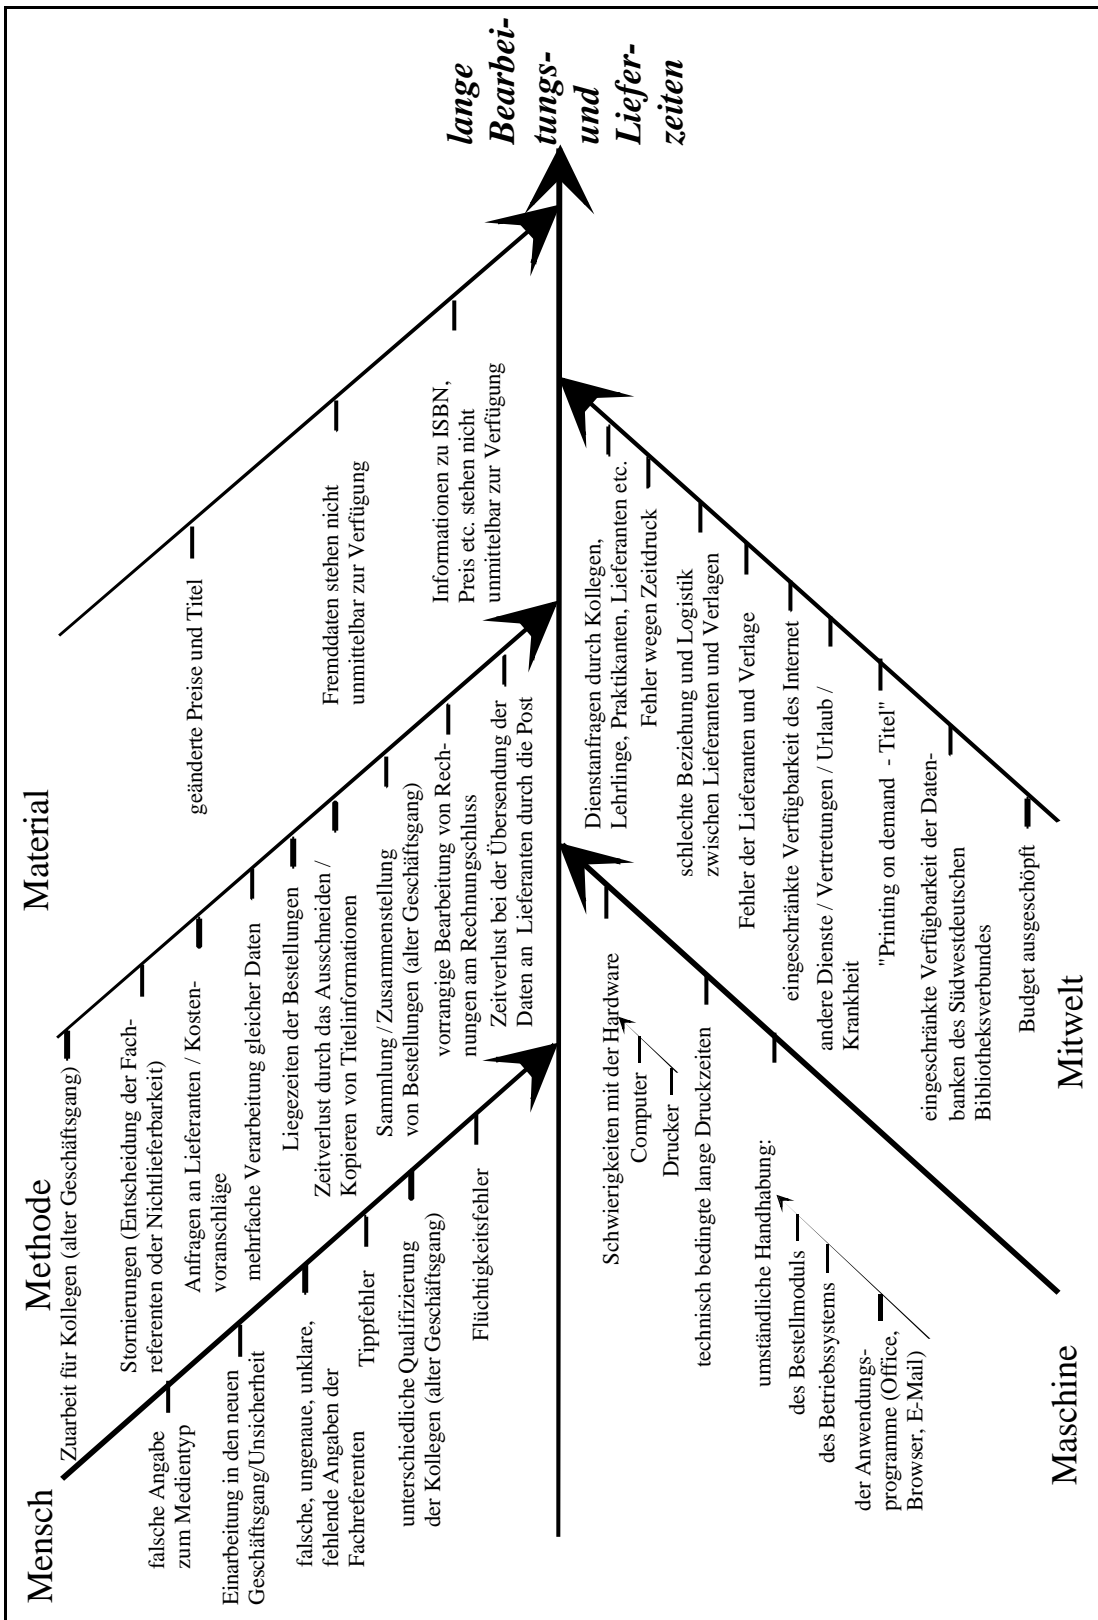 Mensch
falsche Angabe
zum Medientyp
Einarbeitung in den neuen
Geschäftsgang/Unsicherheit
falsche, ungenaue, unklare,
fehlende Angaben der
Fachreferenten
Tippfehler
unterschiedliche Qualifizierung
der Kollegen (alter Geschäftsgang)
Flüchtigkeitsfehler
Methode
Zuarbeit für Kollegen (alter Geschäftsgang)
Stornierungen (Entscheidung der Fach-
referenten oder Nichtlieferbarkeit)
Anfragen an Lieferanten / Kosten-
voranschläge
mehrfache Verarbeitung gleicher Daten
Liegezeiten der Bestellungen
Zeitverlust durch das Ausschneiden /
Kopieren von Titelinformationen
Sammlung / Zusammenstellung
von Bestellungen (alter Geschäftsgang)
vorrangige Bearbeitung von Rech-
nungen am Rechnungsschluss
Zeitverlust bei der Übersendung der
Daten an Lieferanten durch die Post
Material
geänderte Preise und Titel
Fremddaten stehen nicht
unmittelbar zur Verfügung
Informationen zu ISBN,
Preis etc. stehen nicht
unmittelbar zur Verfügung
lange
Bearbei-
tungs-
und
Liefer-
zeiten
Schwierigkeiten mit der Hardware
Computer
Drucker
technisch bedingte lange Druckzeiten
umständliche Handhabung:
des Bestellmoduls
des Betriebssystems
der Anwendungs-
programme (Office,
Browser, E-Mail)
Maschine
Dienstanfragen durch Kollegen,
Lehrlinge, Praktikanten, Lieferanten etc.
Fehler wegen Zeitdruck
schlechte Beziehung und Logistik
zwischen Lieferanten und Verlagen
Fehler der Lieferanten und Verlage
eingeschränkte Verfügbarkeit des Internet
andere Dienste / Vertretungen / Urlaub /
Krankheit
"Printing on demand - Titel"
eingeschränkte Verfügbarkeit der Daten-
banken des Südwestdeutschen
Bibliotheksverbundes
Budget ausgeschöpft
Mitwelt